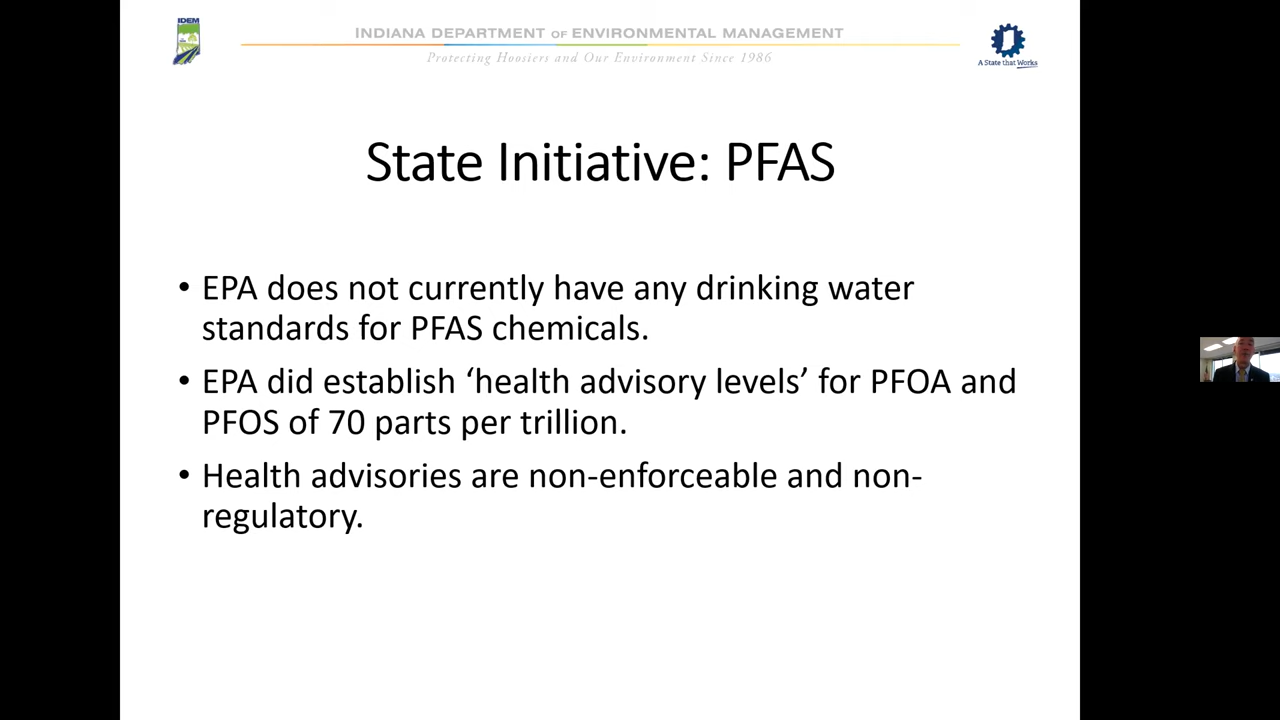 IDEM
INDIANA DEPARTMENT OF ENVIRONMENTAL MANAGEMENT
Protecting Hoosiers and Our Environment Since 1986
A State that Works
State Initiative: PFAS
• EPA does not currently have any drinking water
standards for PFAS chemicals.
• EPA did establish ‘health advisory levels’ for PFOA and
PFOS of 70 parts per trillion.
• Health advisories are non-enforceable and non-
regulatory.